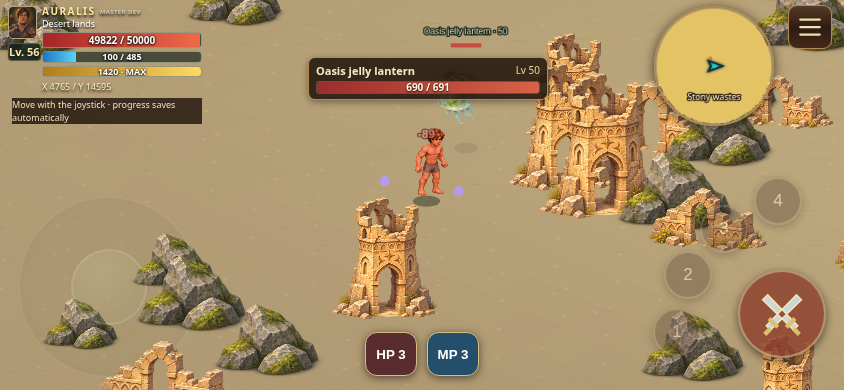 AURALIS MASTER DEV
Desert lands
49822 / 50000
Lv. 56
100 / 485
1420 · MAX
X 4765 / Y 14595
Move with the joystick · progress saves
automatically
Oasis jelly lantern · 50
Oasis jelly lantern Lv 50
690 / 691
-89
Stony wastes
4
3
2
1
HP 3
MP 3